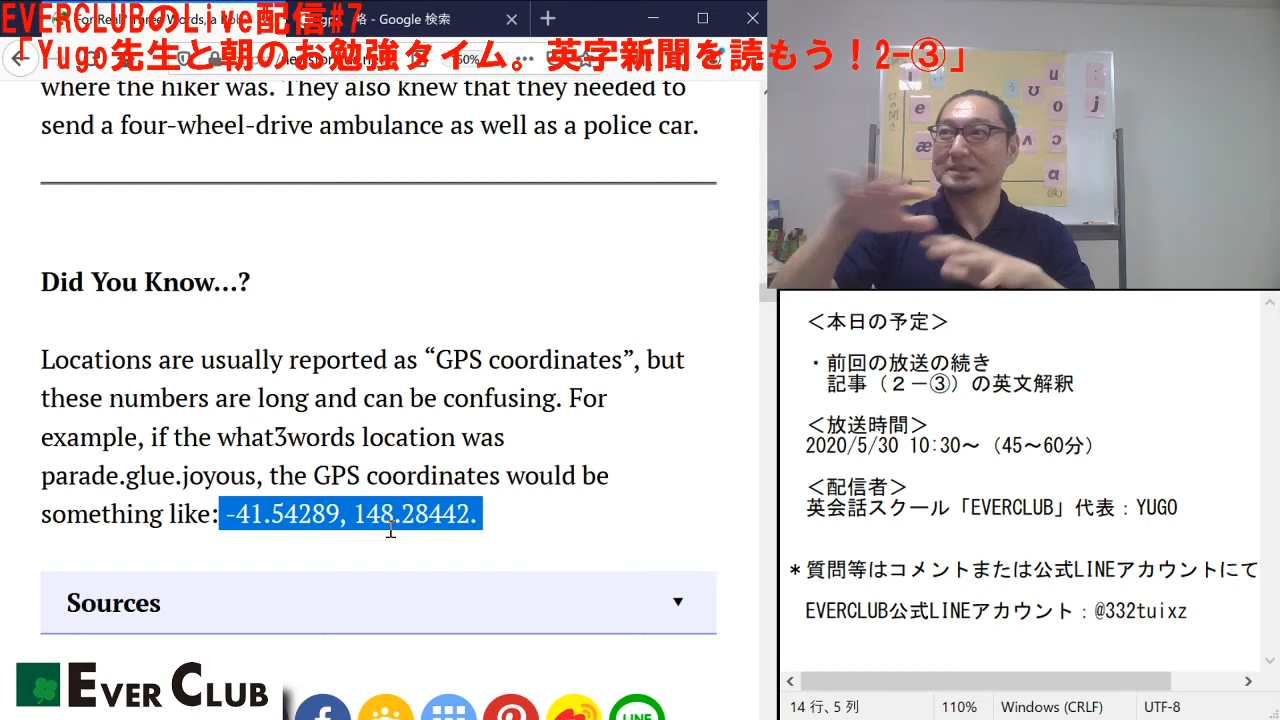 EVERCLUBのLive配信#7
「Yugo先生と朝のお勉強タイム。英字新聞を読もう！2-③」
- Google 検索
where the hiker was. They also knew that they needed to
send a four-wheel-drive ambulance as well as a police car.
Did You Know…?
Locations are usually reported as “GPS coordinates”, but
these numbers are long and can be confusing. For
example, if the what3words location was
parade.glue.joyous, the GPS coordinates would be
something like: -41.54289, 148.28442.
Sources
EVER CLUB
LINE
i
u
e
ʊ
o
j
æ
ʌ
ɔ
ɑ
＜本日の予定＞
・前回の放送の続き
記事（２－③）の英文解釈
＜放送時間＞
2020/5/30 10:30～（45～60分）
＜配信者＞
英会話スクール「EVERCLUB」代表：YUGO
＊質問等はコメントまたは公式LINEアカウントにて
EVERCLUB公式LINEアカウント：@332tuixz
14 行、5 列
110%
Windows (CRLF)
UTF-8